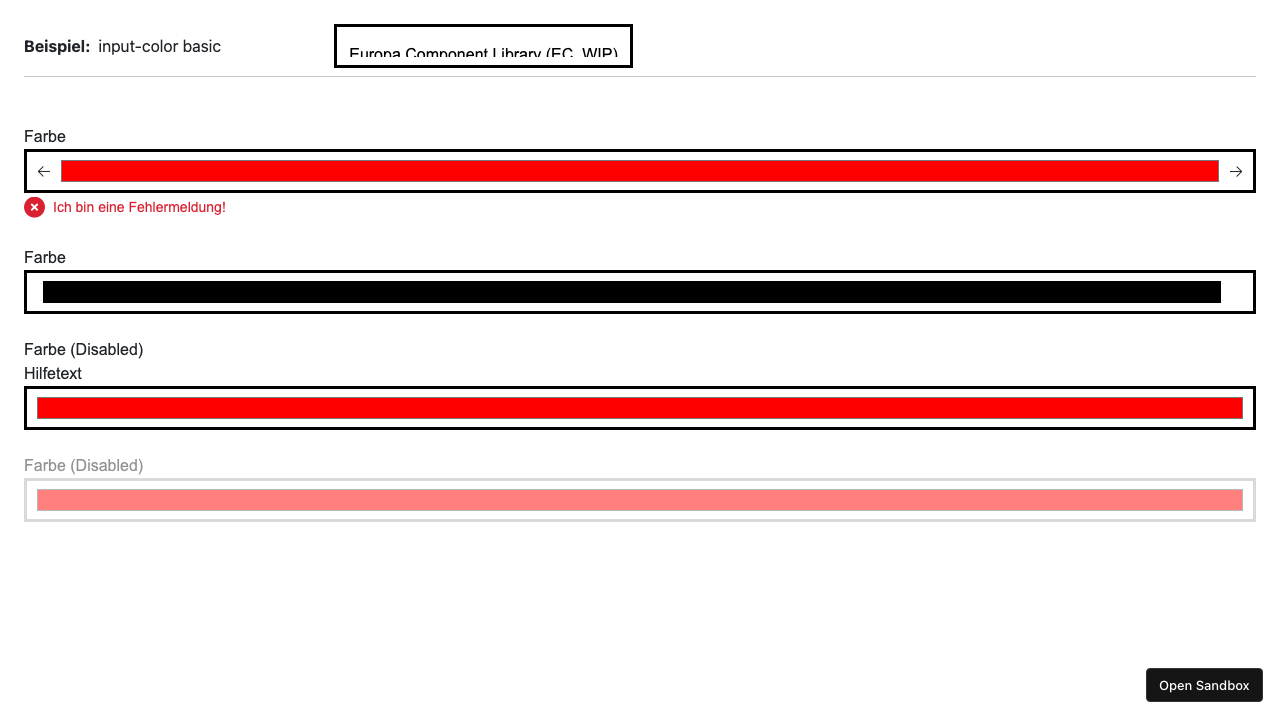 Beispiel: input-color basic
Europa Component Library (EC, WIP)
Farbe
Ich bin eine Fehlermeldung!
Farbe
Farbe (Disabled)
Hilfetext
Farbe (Disabled)
Open Sandbox